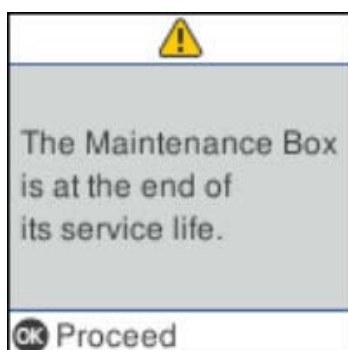 The Maintenance Box
is at the end of
its service life.
OK Proceed